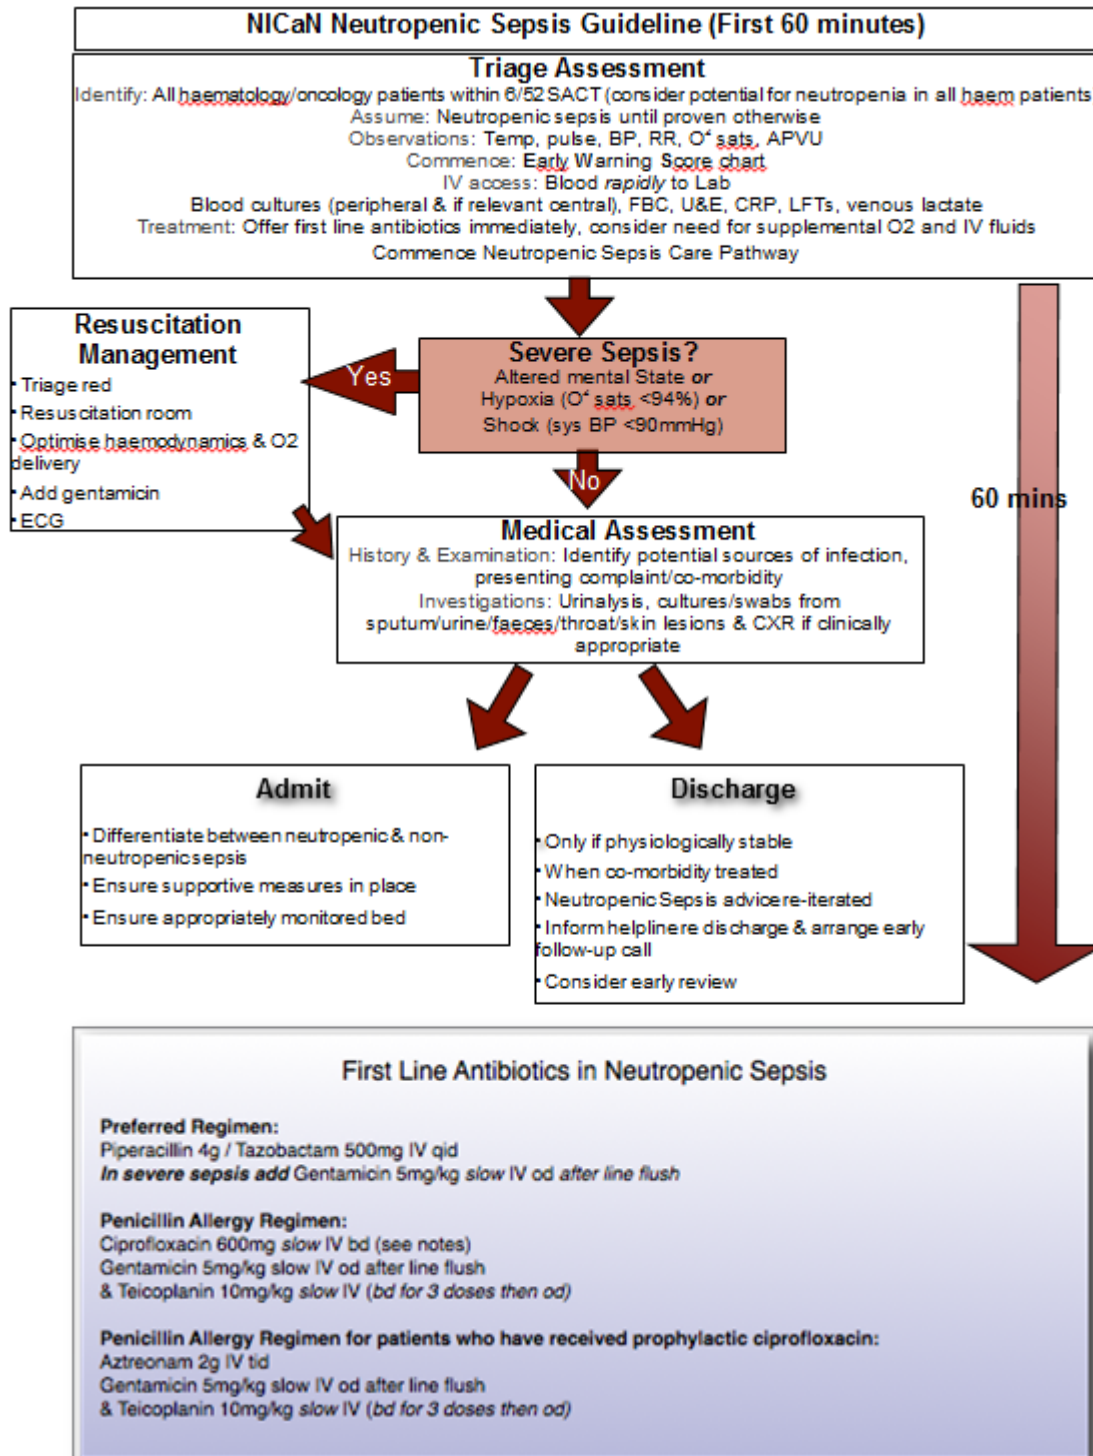 NICaN Neutropenic Sepsis Guideline (First 60 minutes)
Triage Assessment
Identify: All haematology/oncology patients within 6/52 SACT (consider potential for neutropenia in all haem patients
Assume: Neutropenic sepsis until proven otherwise
Observations: Temp, pulse, BP, RR, O² sats, APVU
Commence: Early Warning Score chart
IV access: Blood rapidly to Lab
Blood cultures (peripheral & if relevant central), FBC, U&E, CRP, LFTs, venous lactate
Treatment: Offer first line antibiotics immediately, consider need for supplemental O2 and IV fluids
Commence Neutropenic Sepsis Care Pathway
Resuscitation
Management
• Triage red
• Resuscitation room
• Optimise haemodynamics & O2
delivery
• Add gentamicin
• ECG
Yes
Severe Sepsis?
Altered mental State or
Hypoxia (O² sats <94%) or
Shock (sys BP <90mmHg)
No
60 mins
Medical Assessment
History & Examination: Identify potential sources of infection,
presenting complaint/co-morbidity
Investigations: Urinalysis, cultures/swabs from
sputum/urine/faeces/throat/skin lesions & CXR if clinically
appropriate
Admit
• Differentiate between neutropenic & non-
neutropenic sepsis
• Ensure supportive measures in place
• Ensure appropriately monitored bed
Discharge
• Only if physiologically stable
• When co-morbidity treated
• Neutropenic Sepsis advice re-iterated
• Inform helpline re discharge & arrange early
follow-up call
• Consider early review
First Line Antibiotics in Neutropenic Sepsis
Preferred Regimen:
Piperacillin 4g / Tazobactam 500mg IV qid
In severe sepsis add Gentamicin 5mg/kg slow IV od after line flush
Penicillin Allergy Regimen:
Ciprofloxacin 600mg slow IV bd (see notes)
Gentamicin 5mg/kg slow IV od after line flush
& Teicoplanin 10mg/kg slow IV (bd for 3 doses then od)
Penicillin Allergy Regimen for patients who have received prophylactic ciprofloxacin:
Aztreonam 2g IV tid
Gentamicin 5mg/kg slow IV od after line flush
& Teicoplanin 10mg/kg slow IV (bd for 3 doses then od)